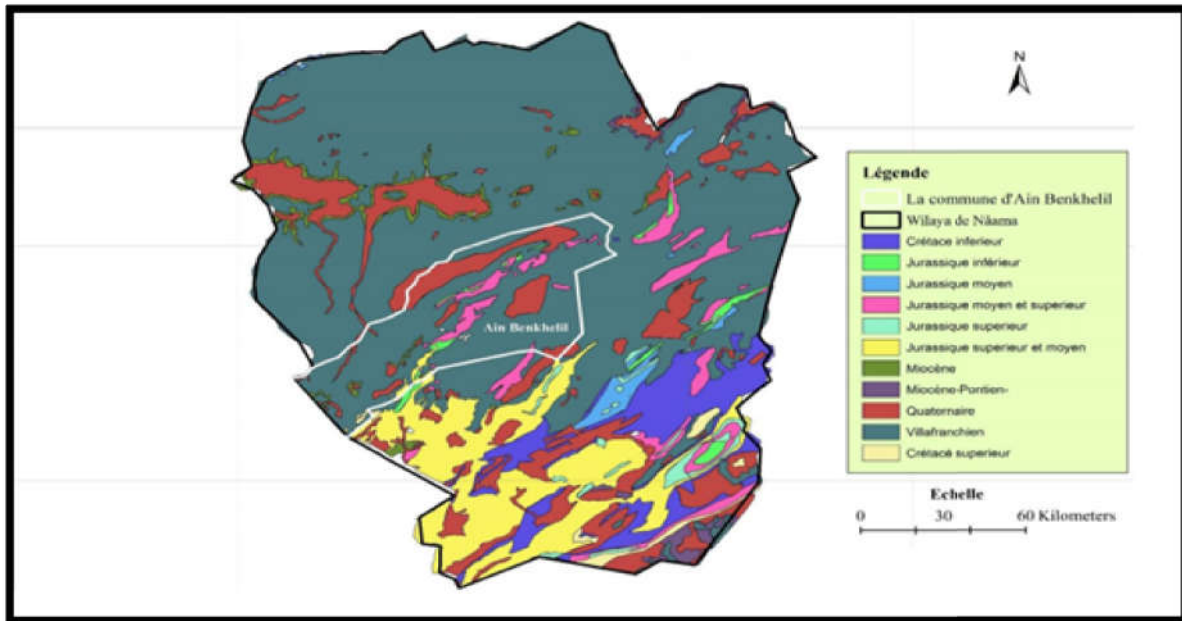 N
Légende
La commune d'Ain Benkhelil
Wilaya de Nâama
Crétace inferieur
Jurassique inférieur
Jurassique moyen
Jurassique moyen et superieur
Jurassique superieur
Jurassique superieur et moyen
Miocène
Miocène-Pontien-
Quaternaire
Villafranchien
Crétacé superieur
Ain Benkhelil
Echelle
0 30 60 Kilometers